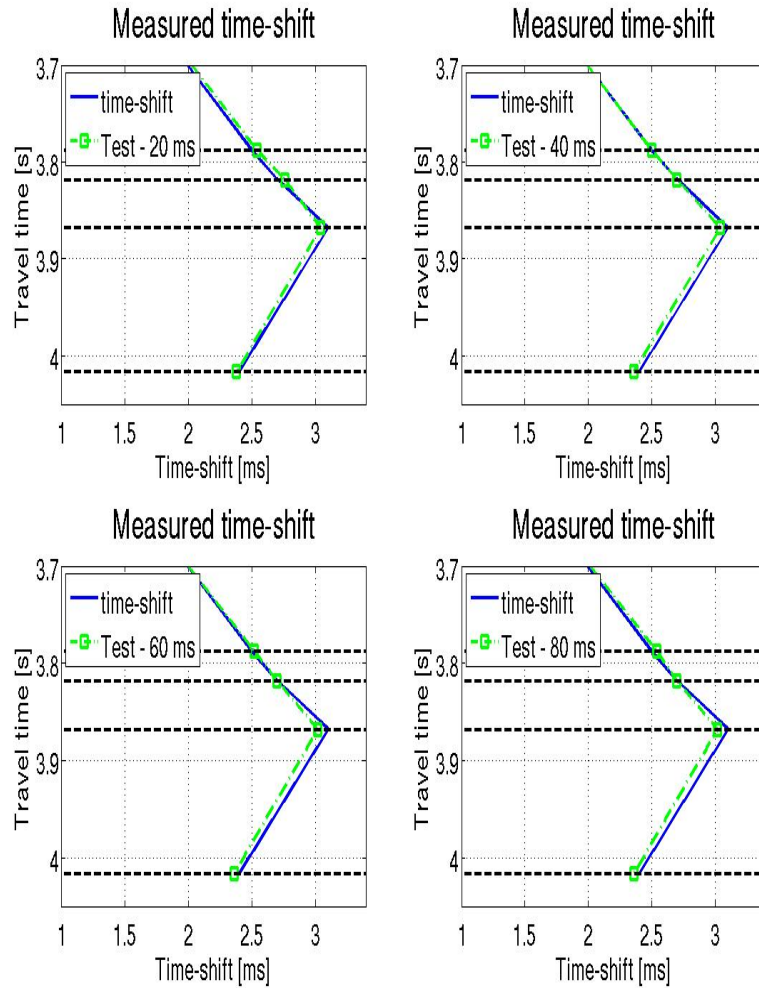 Measured time-shift
3.7
3.8
3.9
4
Travel time [s]
time-shift
Test - 20 ms
1 1.5 2 2.5 3
Time-shift [ms]
Measured time-shift
3.7
3.8
3.9
4
Travel time [s]
time-shift
Test - 40 ms
1 1.5 2 2.5 3
Time-shift [ms]
Measured time-shift
3.7
3.8
3.9
4
Travel time [s]
time-shift
Test - 60 ms
1 1.5 2 2.5 3
Time-shift [ms]
Measured time-shift
3.7
3.8
3.9
4
Travel time [s]
time-shift
Test - 80 ms
1 1.5 2 2.5 3
Time-shift [ms]